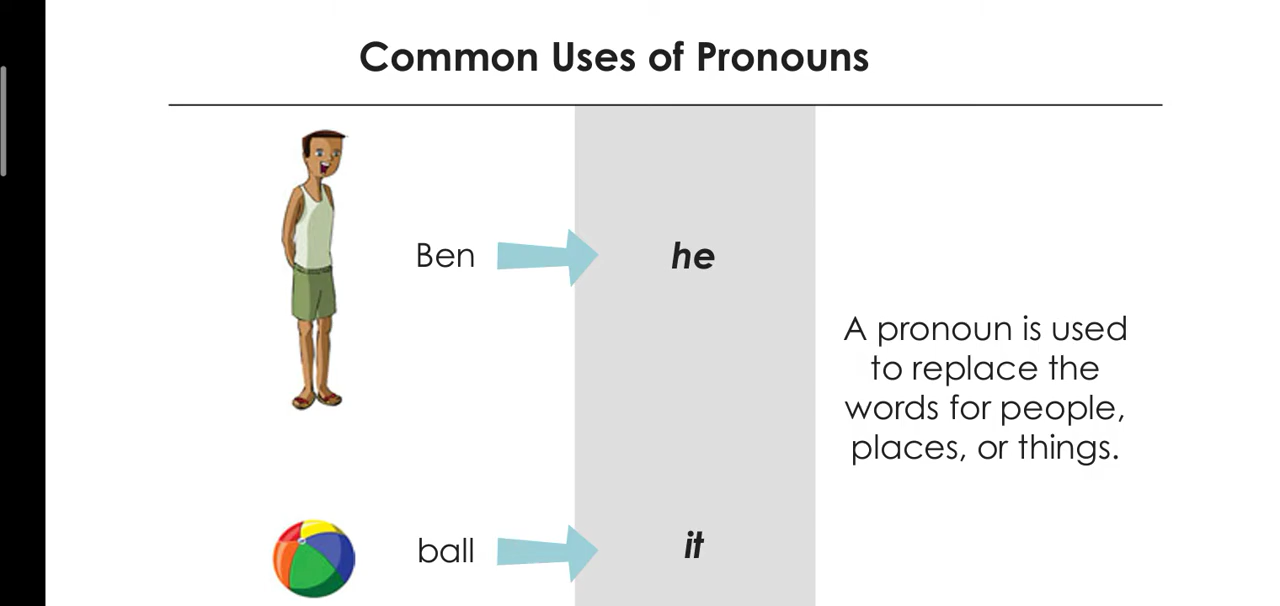 Common Uses of Pronouns
Ben
he
A pronoun is used
to replace the
words for people,
places, or things.
ball
it